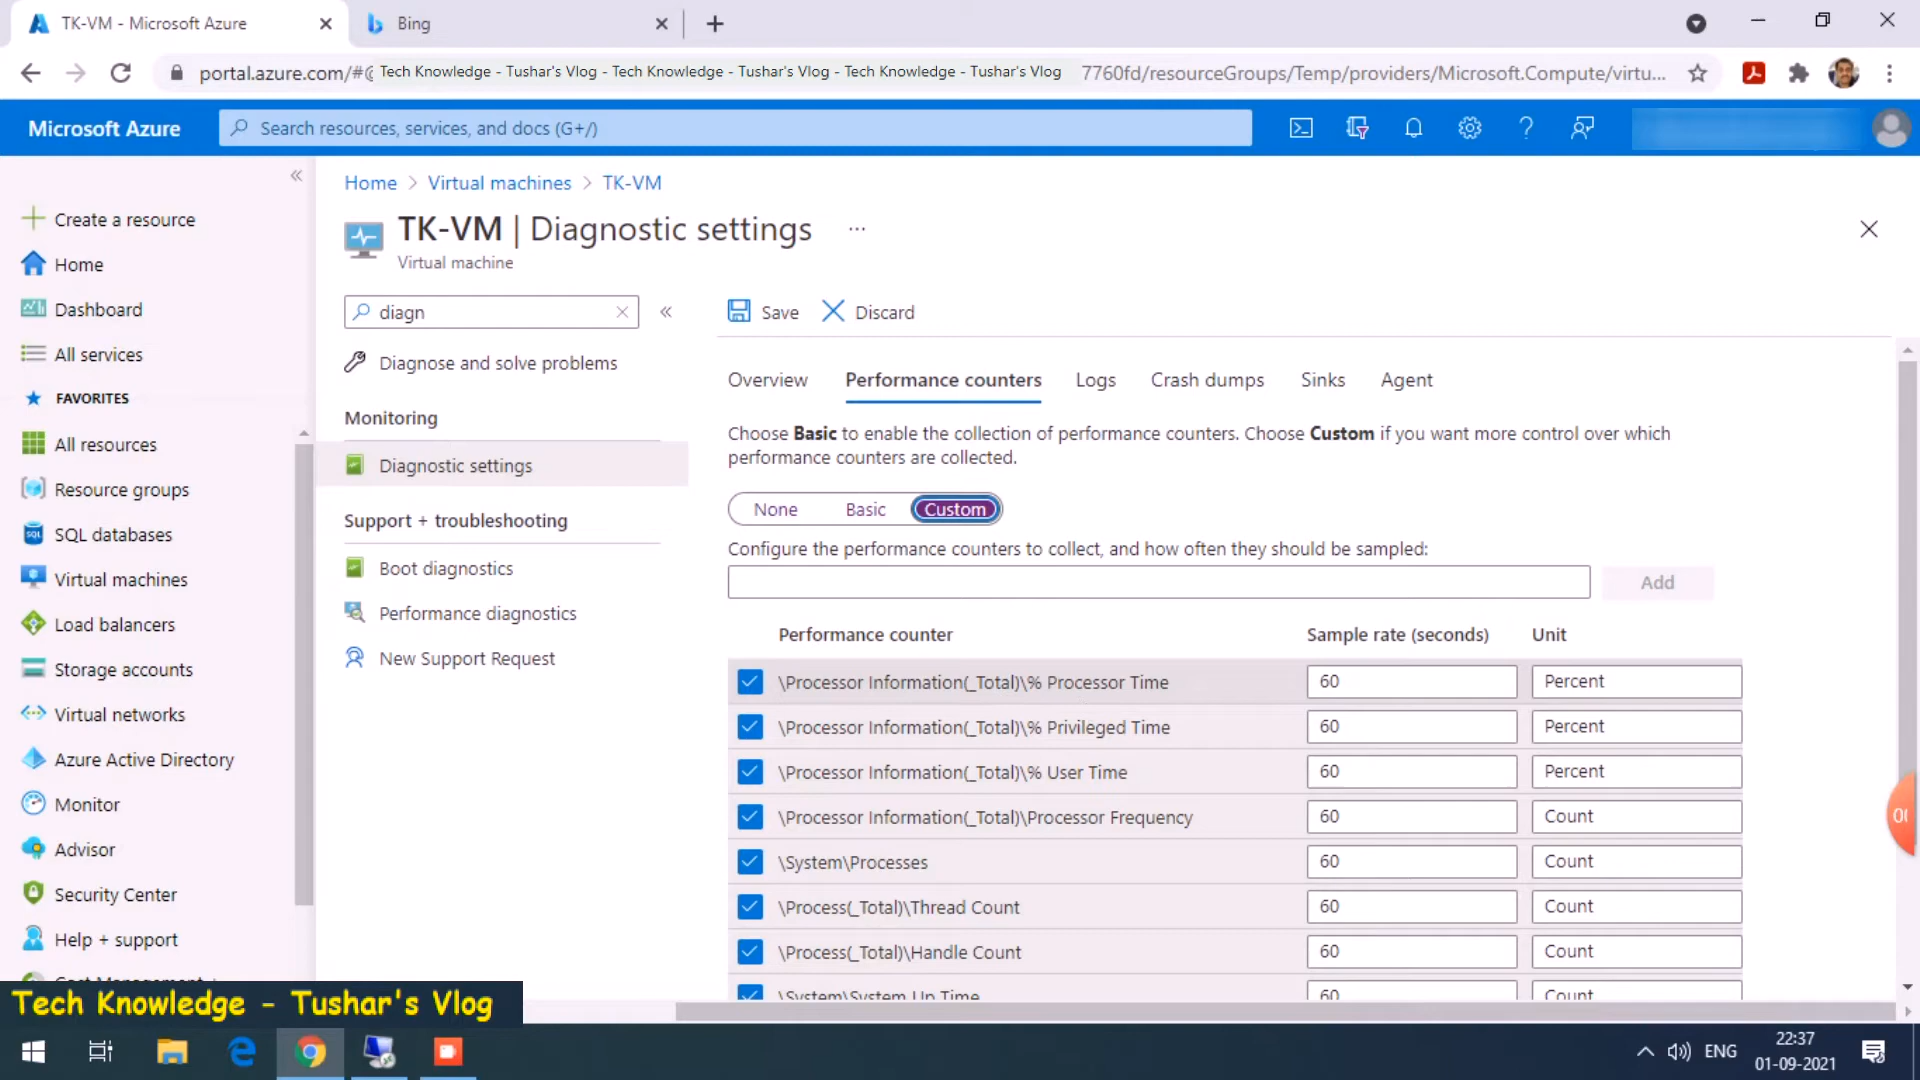 TK-VM - Microsoft Azure
Bing
portal.azure.com/#@
Tech Knowledge - Tushar's Vlog - Tech Knowledge - Tushar's Vlog - Tech Knowledge - Tushar's Vlog
7760fd/resourceGroups/Temp/providers/Microsoft.Compute/virtu...
Microsoft Azure
Search resources, services, and docs (G+/)
Create a resource
Home
Dashboard
All services
FAVORITES
All resources
Resource groups
SQL databases
Virtual machines
Load balancers
Storage accounts
Virtual networks
Azure Active Directory
Monitor
Advisor
Security Center
Help + support
Home > Virtual machines > TK-VM
TK-VM | Diagnostic settings ...
Virtual machine
diagn
Diagnose and solve problems
Monitoring
Diagnostic settings
Support + troubleshooting
Boot diagnostics
Performance diagnostics
New Support Request
Save
Discard
Overview
Performance counters
Logs
Crash dumps
Sinks
Agent
Choose Basic to enable the collection of performance counters. Choose Custom if you want more control over which
performance counters are collected.
None
Basic
Custom
Configure the performance counters to collect, and how often they should be sampled:
Add
Performance counter Sample rate (seconds) Unit
\Processor Information(_Total)\% Processor Time 60 Percent
\Processor Information(_Total)\% Privileged Time 60 Percent
\Processor Information(_Total)\% User Time 60 Percent
\Processor Information(_Total)\Processor Frequency 60 Count
\System\Processes 60 Count
\Process(_Total)\Thread Count 60 Count
\Process(_Total)\Handle Count 60 Count
\System\System Up Time 60 Count
Tech Knowledge - Tushar's Vlog
ENG
22:37
01-09-2021